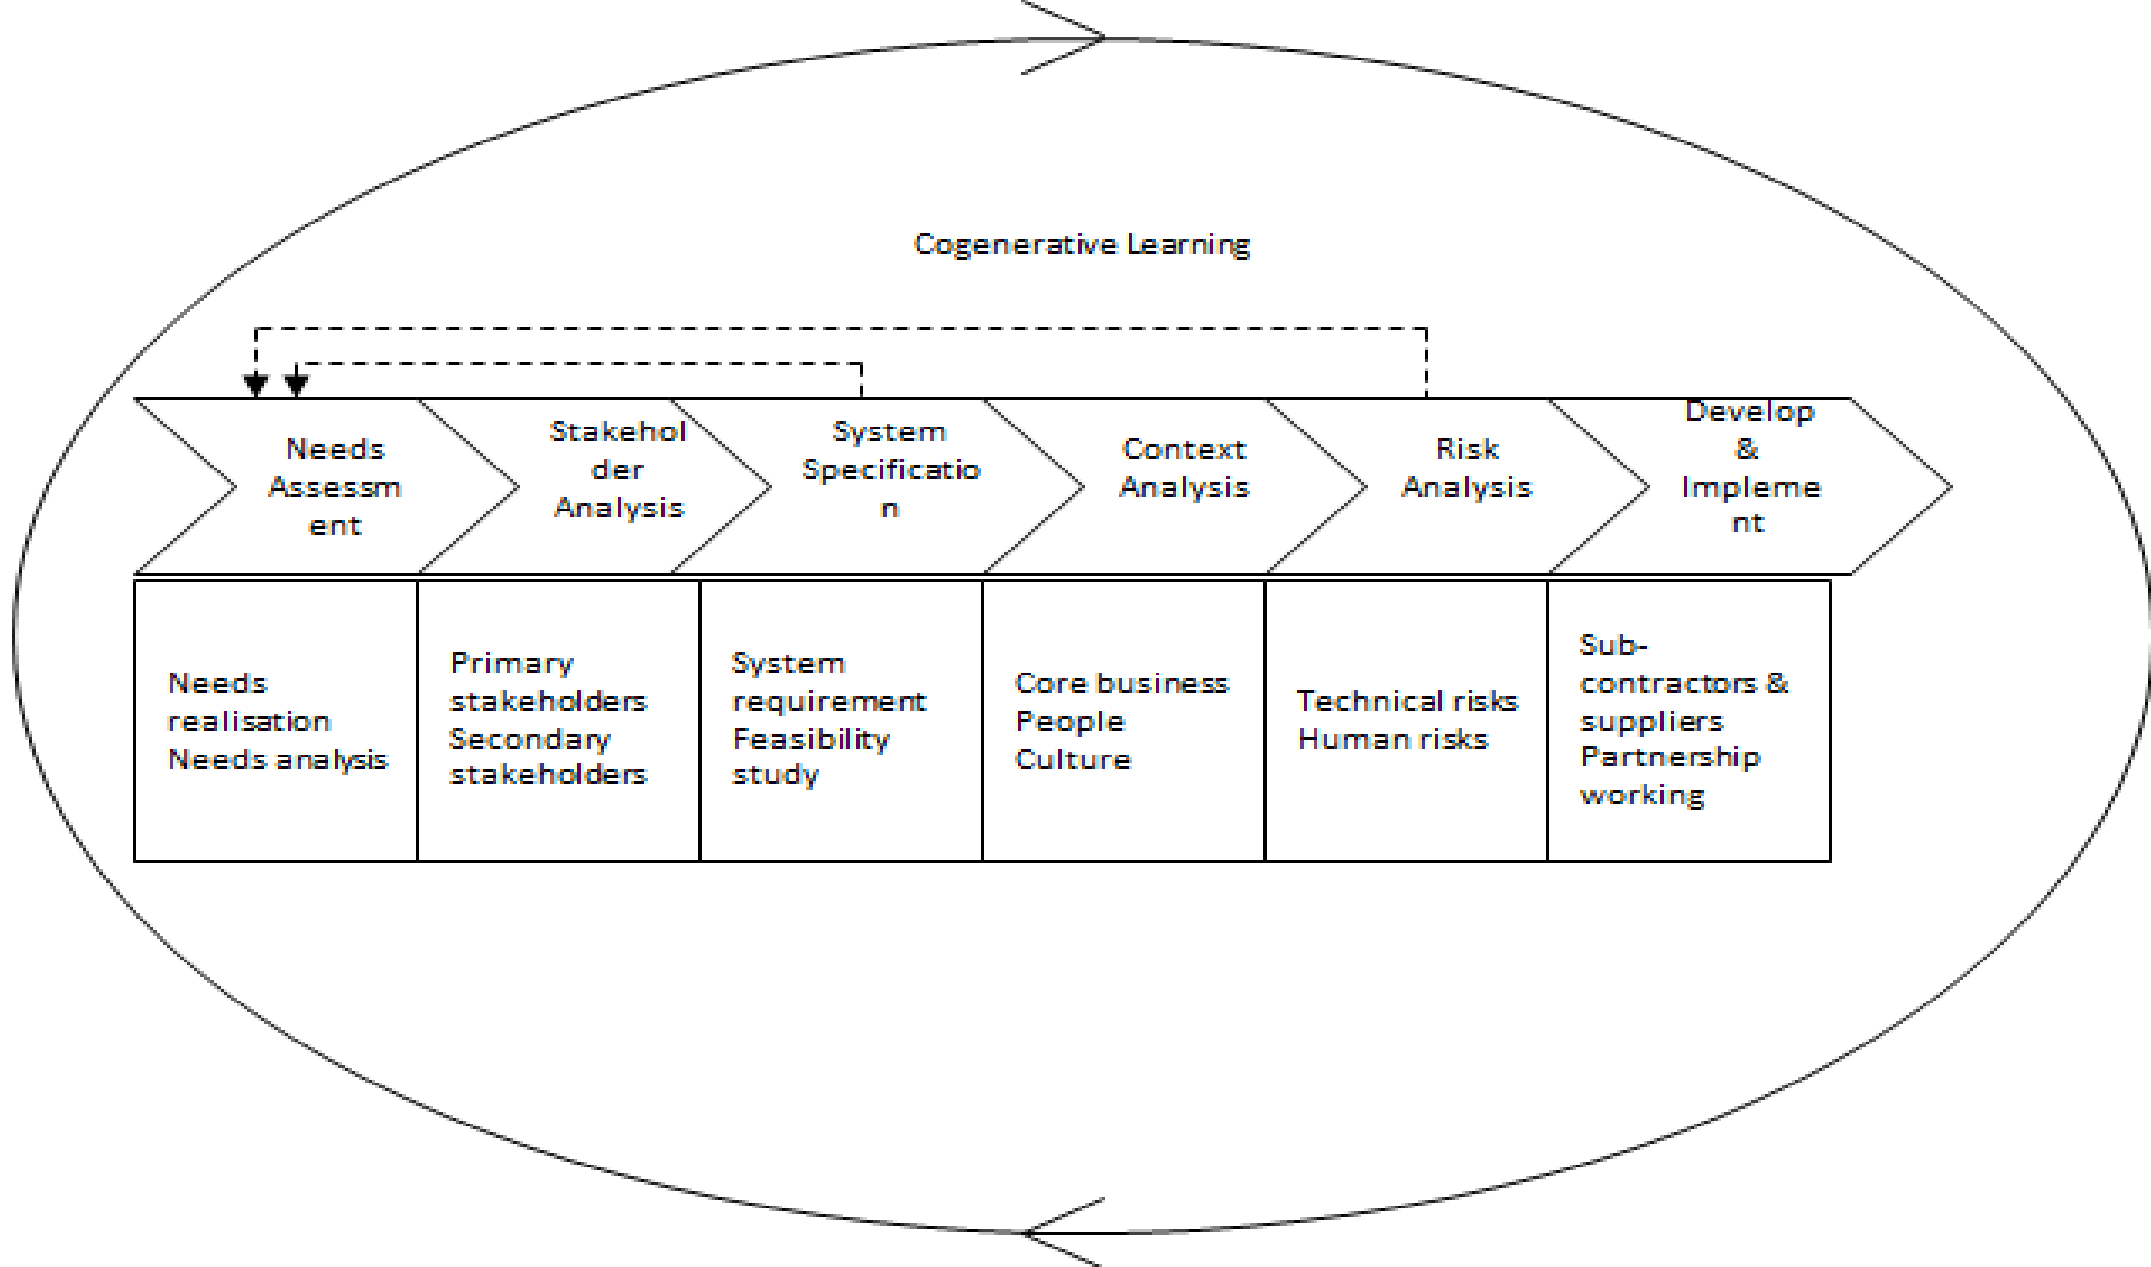 Cogenerative Learning
Needs
Assessm
ent
Stakehol
der
Analysis
System
Specificatio
n
Context
Analysis
Risk
Analysis
Develop
&
Impleme
nt
Needs
realisation
Needs analysis
Primary
stakeholders
Secondary
stakeholders
System
requirement
Feasibility
study
Core business
People
Culture
Technical risks
Human risks
Sub-
contractors &
suppliers
Partnership
working